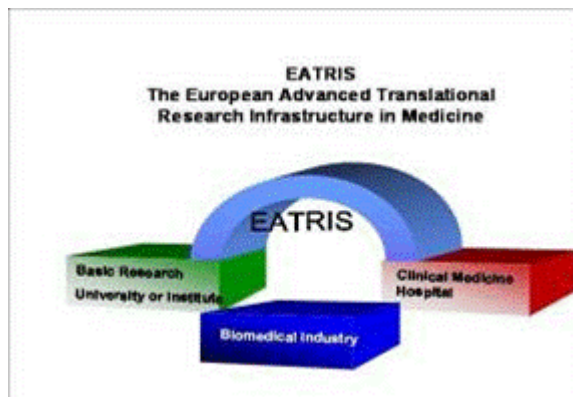 EATRIS
The European Advanced Translational
Research Infrastructure in Medicine
EATRIS
Basic Research
University or Institute
Clinical Medicine
Hospital
Biomedical Industry